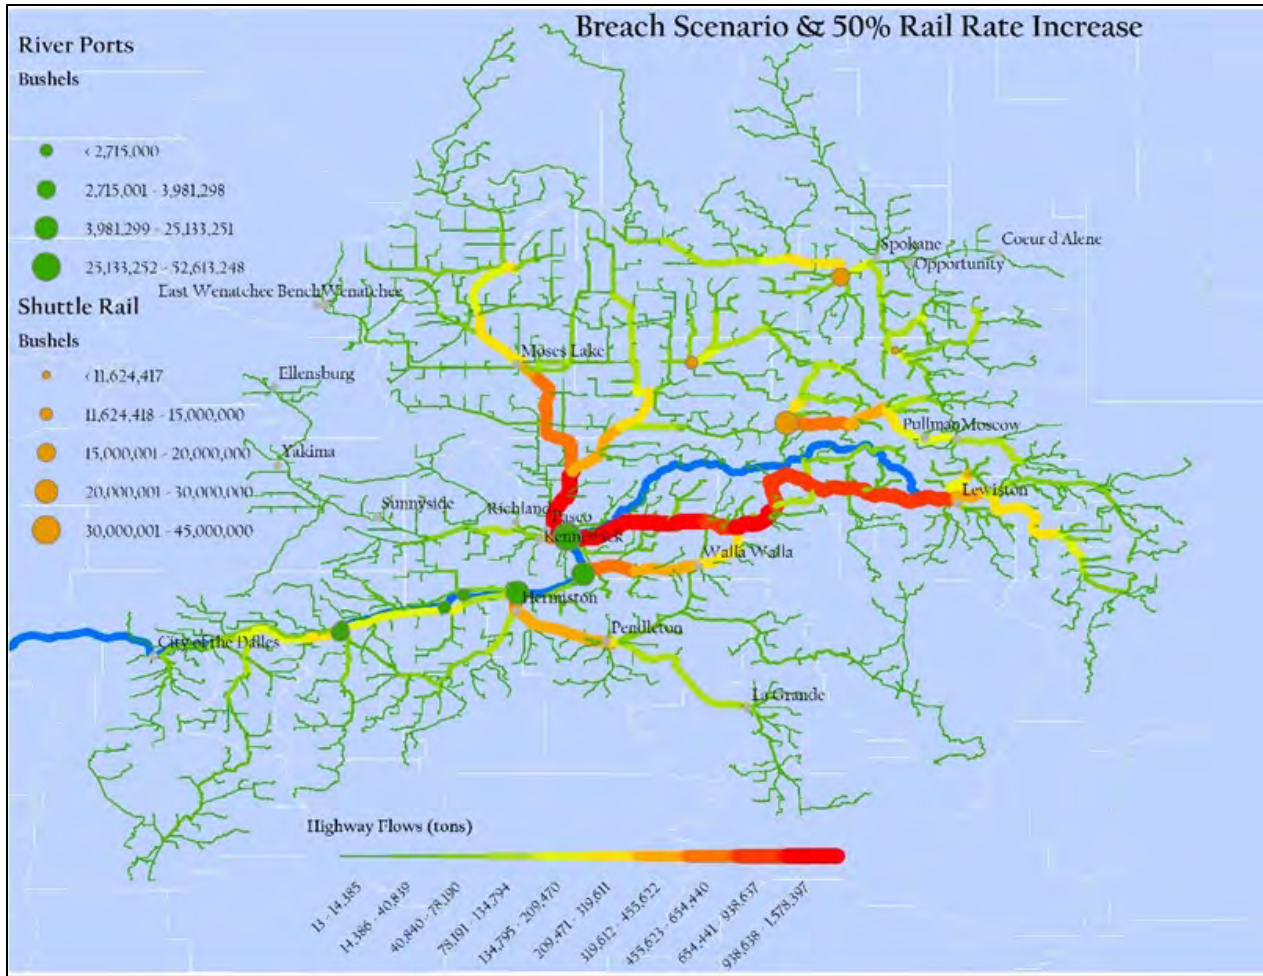 Breach Scenario & 50% Rail Rate Increase
River Ports
Bushels
< 2,715,000
2,715,001 - 3,981,298
3,981,299 - 25,133,251
25,133,252 - 52,613,248
Shuttle Rail
Bushels
< 11,624,417
11,624,418 - 15,000,000
15,000,001 - 20,000,000
20,000,001 - 30,000,000
30,000,001 - 45,000,000
Spokane
Coeur d Alene
Opportunity
East Wenatchee Bench
Wenatchee
Moses Lake
Ellensburg
Pullman
Moscow
Yakima
Lewiston
Sunnyside
Richland
Pasco
Kennewick
Walla Walla
Hermiston
Pendleton
City of the Dalles
La Grande
Highway Flows (tons)
13 - 14,385
14,386 - 40,839
40,840 - 78,190
78,191 - 134,794
134,795 - 209,470
209,471 - 319,611
319,612 - 455,622
455,623 - 654,440
654,441 - 938,637
938,638 - 1,578,397